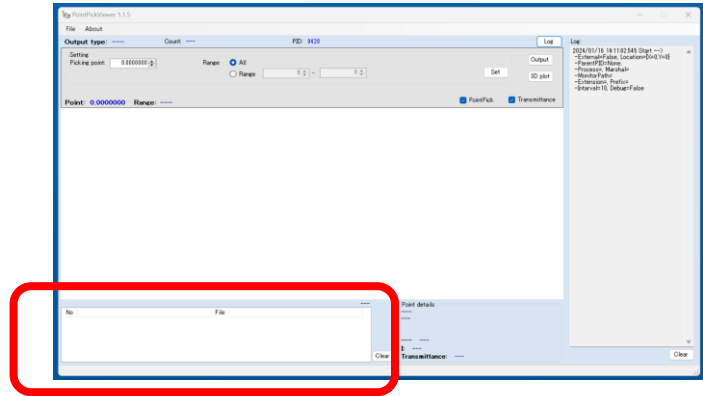 PointPickViewer 1.1.5
File About
Output type: ---- Count ---- PID: 9428 Log
Setting
Picking point 0.0000000 Range: All Output
Range 0 ~ 0 Set 3D plot
Point: 0.0000000 Range: ---- PointPick Transmittance
Log:
2024/01/16 14:11:02.545 Start --->
-External=False, Location={X=0,Y=0}
-ParentPID=None.
-Process=, Marshal=
-MonitorPath=
-Extension=, Prefix=
-Interval=10, Debug=False
---- Point details
No File ----
----
---- ----
Clear Transmittance: ---- Clear